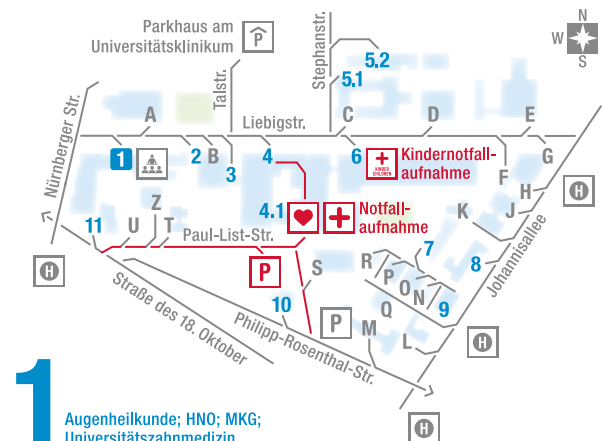 Parkhaus am
Universitätsklinikum
P
Stephanstr.
5.2
5.1
N
W
S
Talstr.
Nürnberger Str.
A
Liebigstr.
C
D
E
1
2
B
3
4
6
KINDER
CHILDREN
Kindernotfall-
aufnahme
F
G
H
J
H
4.1
Notfall-
aufnahme
K
Johannisallee
11
U
Z
T
Paul-List-Str.
P
S
R
P
O
N
7
8
9
H
Straße des 18. Oktober
10
Philipp-Rosenthal-Str.
P
Q
M
L
H
H
1
Augenheilkunde; HNO; MKG;
Universitätszahnmedizin